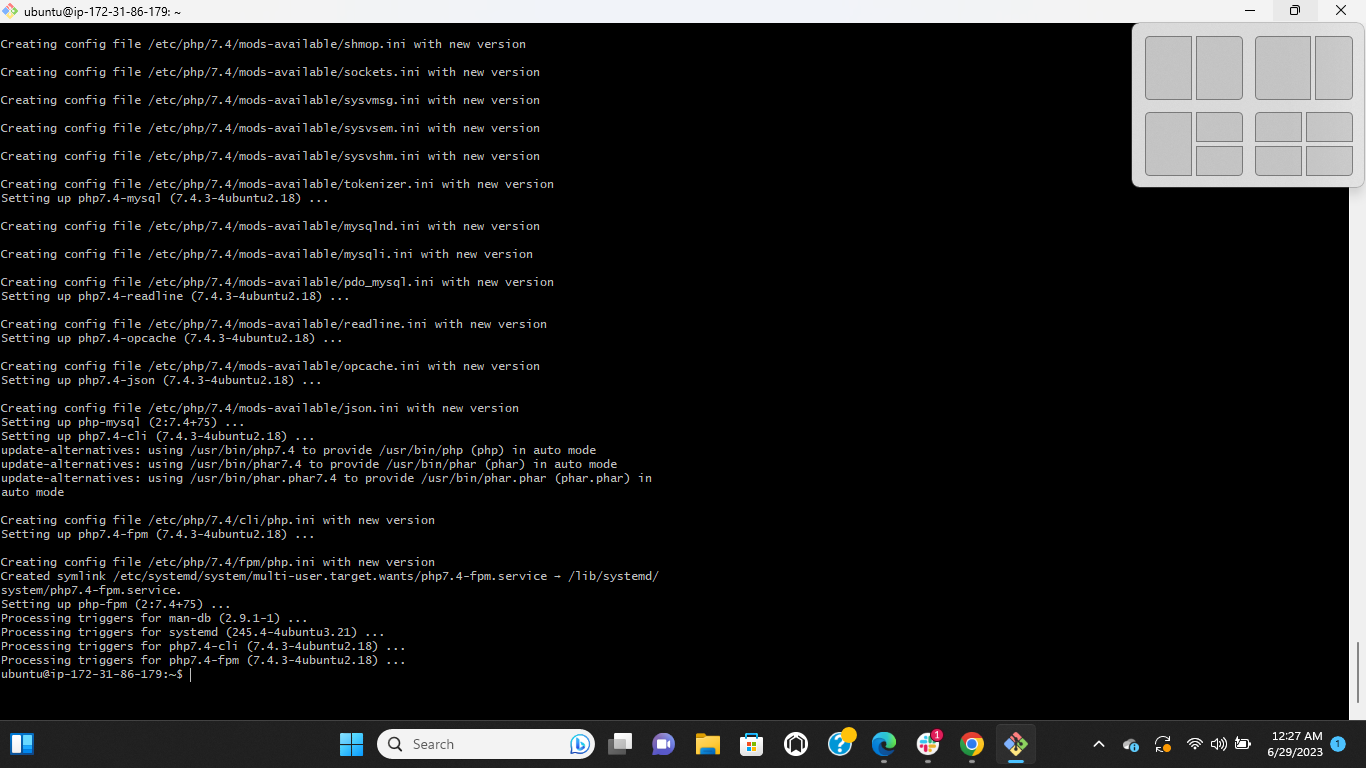 ubuntu@ip-172-31-86-179: ~
Creating config file /etc/php/7.4/mods-available/shmop.ini with new version
Creating config file /etc/php/7.4/mods-available/sockets.ini with new version
Creating config file /etc/php/7.4/mods-available/sysvmsg.ini with new version
Creating config file /etc/php/7.4/mods-available/sysvsem.ini with new version
Creating config file /etc/php/7.4/mods-available/sysvshm.ini with new version
Creating config file /etc/php/7.4/mods-available/tokenizer.ini with new version
Setting up php7.4-mysql (7.4.3-4ubuntu2.18) ...
Creating config file /etc/php/7.4/mods-available/mysqlnd.ini with new version
Creating config file /etc/php/7.4/mods-available/mysqli.ini with new version
Creating config file /etc/php/7.4/mods-available/pdo_mysql.ini with new version
Setting up php7.4-readline (7.4.3-4ubuntu2.18) ...
Creating config file /etc/php/7.4/mods-available/readline.ini with new version
Setting up php7.4-opcache (7.4.3-4ubuntu2.18) ...
Creating config file /etc/php/7.4/mods-available/opcache.ini with new version
Setting up php7.4-json (7.4.3-4ubuntu2.18) ...
Creating config file /etc/php/7.4/mods-available/json.ini with new version
Setting up php-mysql (2:7.4+75) ...
Setting up php7.4-cli (7.4.3-4ubuntu2.18) ...
update-alternatives: using /usr/bin/php7.4 to provide /usr/bin/php (php) in auto mode
update-alternatives: using /usr/bin/phar7.4 to provide /usr/bin/phar (phar) in auto mode
update-alternatives: using /usr/bin/phar.phar7.4 to provide /usr/bin/phar.phar (phar.phar) in
auto mode
Creating config file /etc/php/7.4/cli/php.ini with new version
Setting up php7.4-fpm (7.4.3-4ubuntu2.18) ...
Creating config file /etc/php/7.4/fpm/php.ini with new version
Created symlink /etc/systemd/system/multi-user.target.wants/php7.4-fpm.service → /lib/systemd/
system/php7.4-fpm.service.
Setting up php-fpm (2:7.4+75) ...
Processing triggers for man-db (2.9.1-1) ...
Processing triggers for systemd (245.4-4ubuntu3.21) ...
Processing triggers for php7.4-cli (7.4.3-4ubuntu2.18) ...
Processing triggers for php7.4-fpm (7.4.3-4ubuntu2.18) ...
ubuntu@ip-172-31-86-179:~$
Search
1
12:27 AM
6/29/2023
1